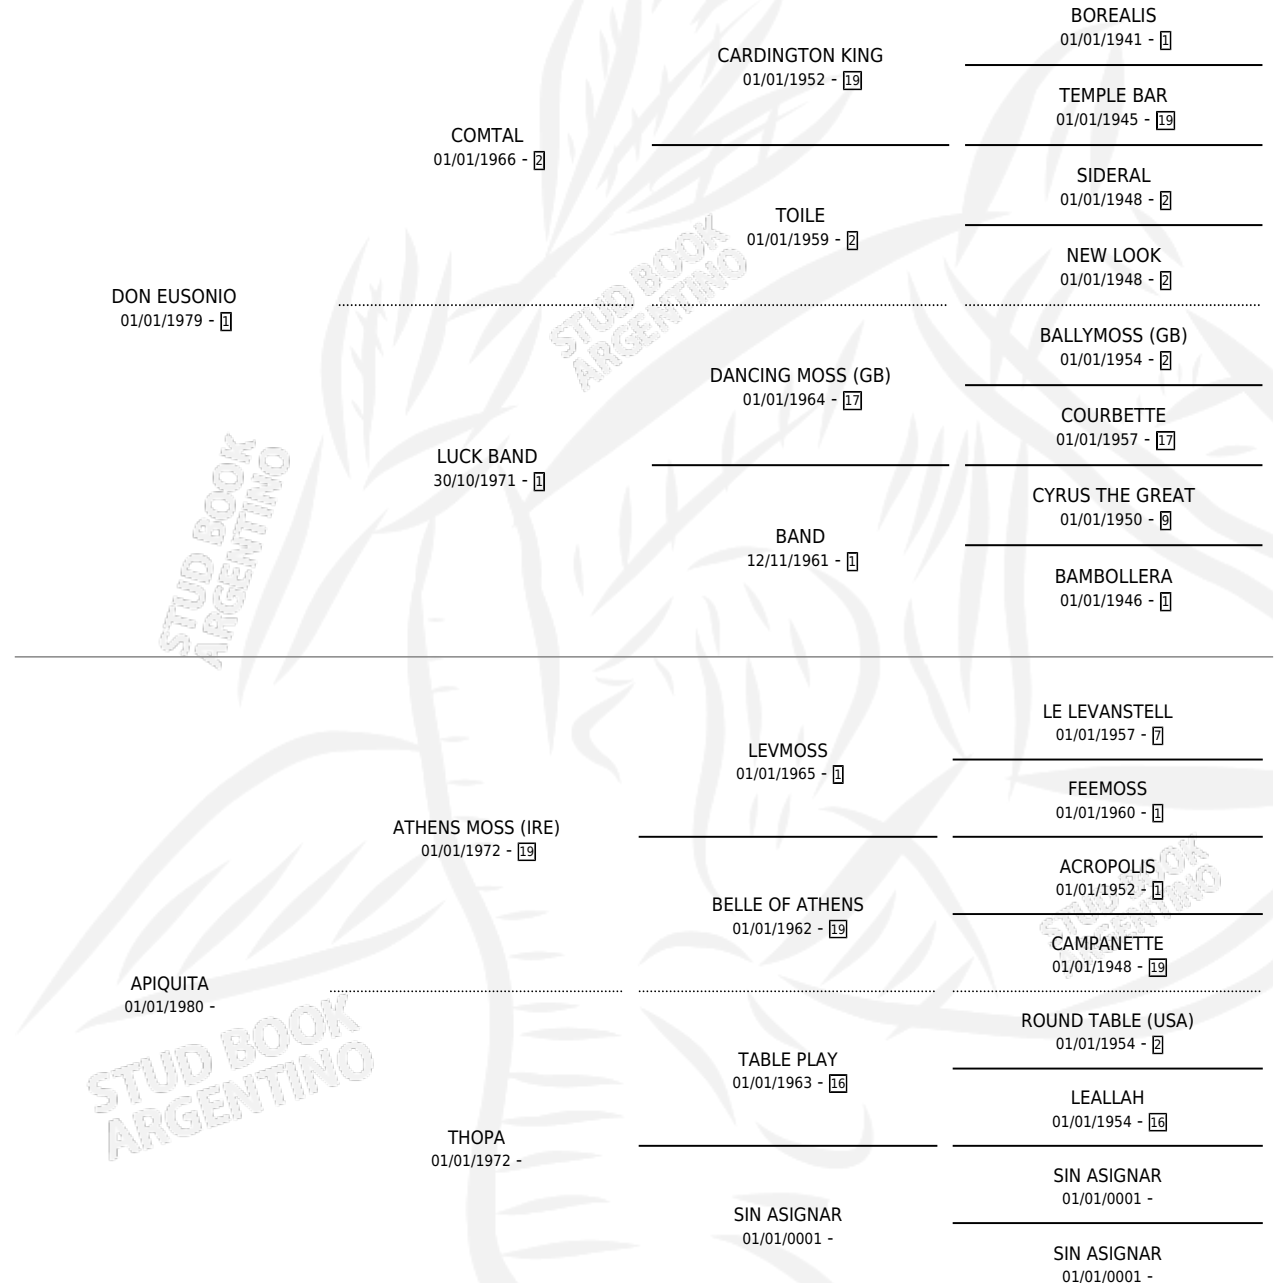 BOREALIS
01/01/1941 - 1
CARDINGTON KING
01/01/1952 - 19
TEMPLE BAR
01/01/1945 - 19
COMTAL
01/01/1966 - 2
SIDERAL
01/01/1948 - 2
TOILE
01/01/1959 - 2
NEW LOOK
01/01/1948 - 2
DON EUSONIO
01/01/1979 - 1
BALLYMOSS (GB)
01/01/1954 - 2
DANCING MOSS (GB)
01/01/1964 - 17
COURBETTE
01/01/1957 - 17
LUCK BAND
30/10/1971 - 1
CYRUS THE GREAT
01/01/1950 - 9
BAND
12/11/1961 - 1
BAMBOLLERA
01/01/1946 - 1
STUD BOOK
ARGENTINO
STUD BOOK
ARGENTINO
LE LEVANSTELL
01/01/1957 - 7
LEVMOSS
01/01/1965 - 1
FEEMOSS
01/01/1960 - 1
ATHENS MOSS (IRE)
01/01/1972 - 19
ACROPOLIS
01/01/1952 - 1
BELLE OF ATHENS
01/01/1962 - 19
CAMPANETTE
01/01/1948 - 19
STUD BOOK
ARGENTINO
APIQUITA
01/01/1980 -
ROUND TABLE (USA)
01/01/1954 - 2
TABLE PLAY
01/01/1963 - 16
LEALLAH
01/01/1954 - 16
STUD BOOK
ARGENTINO
THOPA
01/01/1972 -
SIN ASIGNAR
01/01/0001 -
SIN ASIGNAR
01/01/0001 -
SIN ASIGNAR
01/01/0001 -